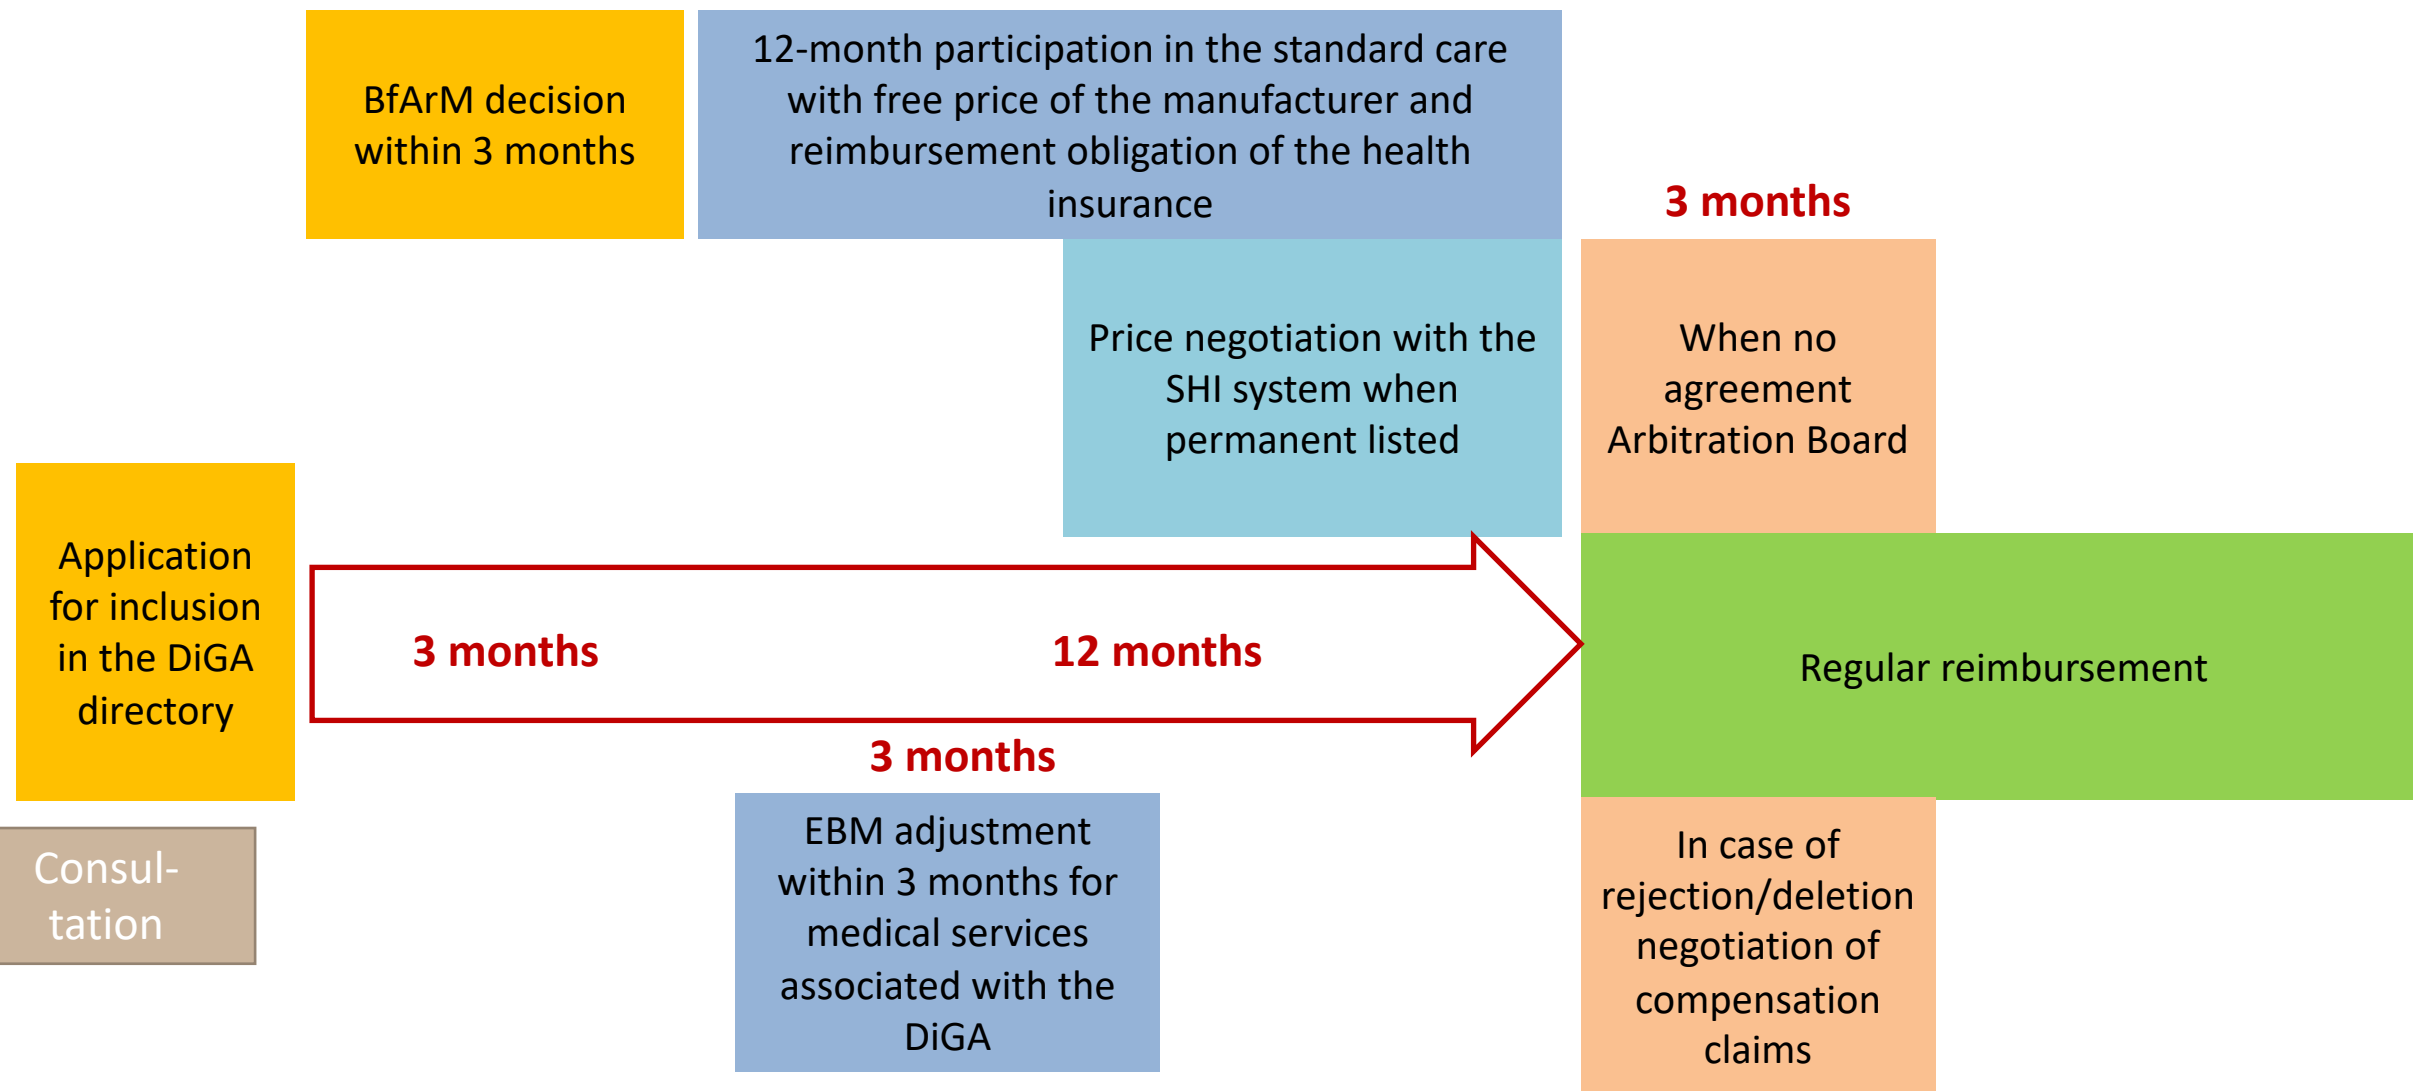 BfArM decision
within 3 months
12-month participation in the standard care
with free price of the manufacturer and
reimbursement obligation of the health
insurance
3 months
Price negotiation with the
SHI system when
permanent listed
When no
agreement
Arbitration Board
Application
for inclusion
in the DiGA
directory
3 months
12 months
Regular reimbursement
3 months
Consul-
tation
EBM adjustment
within 3 months for
medical services
associated with the
DiGA
In case of
rejection/deletion
negotiation of
compensation
claims